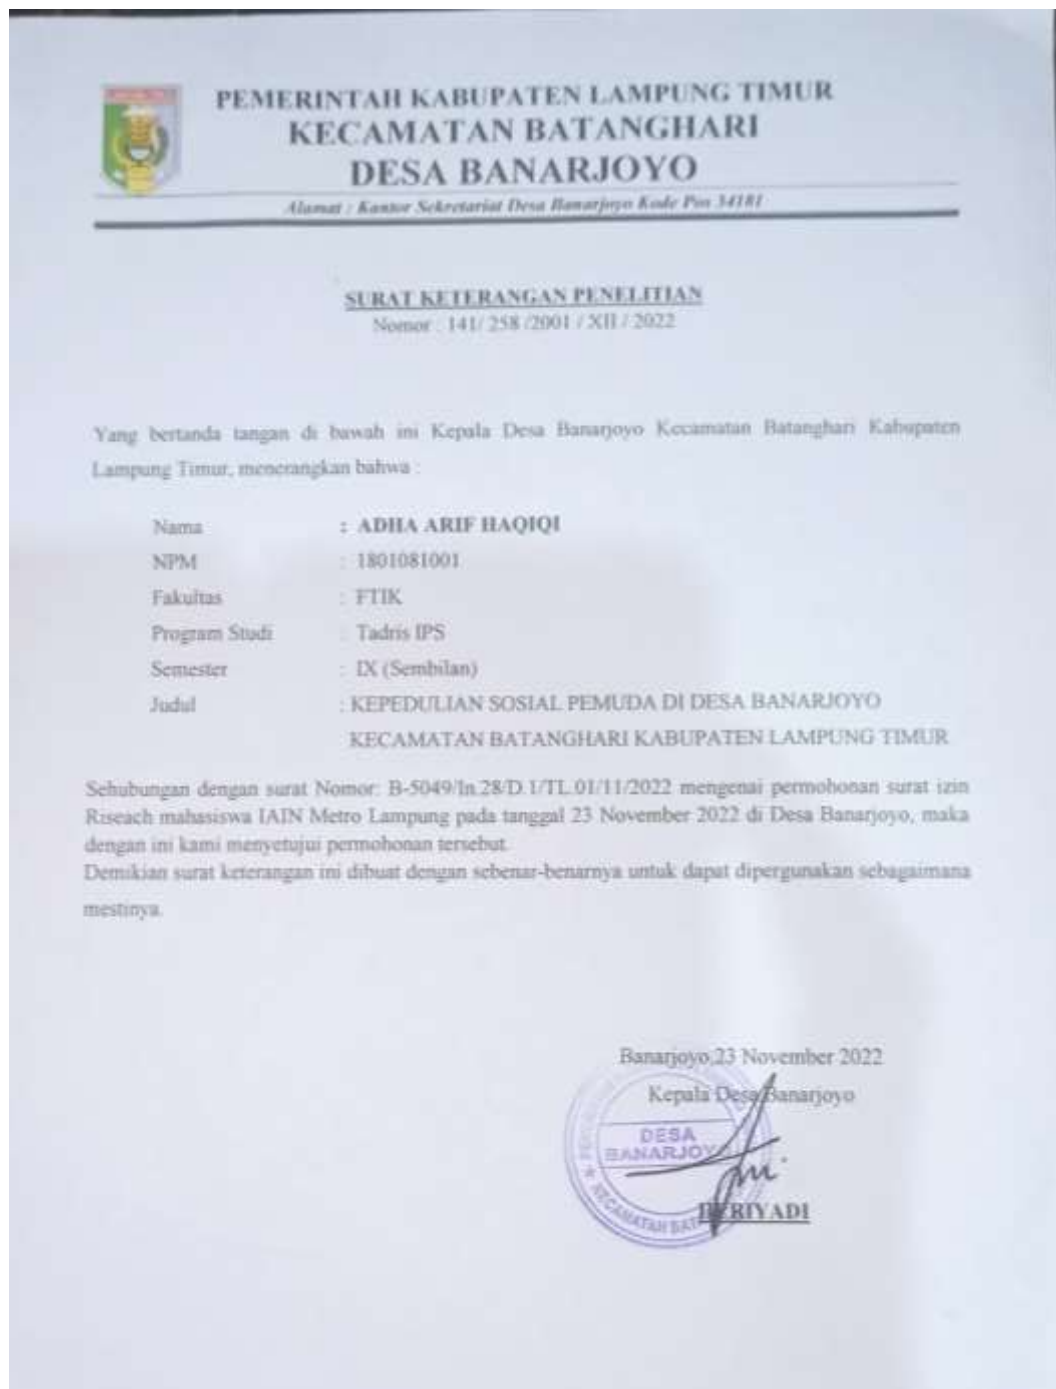 PEMERINTAH KABUPATEN LAMPUNG TIMUR
KECAMATAN BATANGHARI
DESA BANARJOYO
Alamat : Kantor Sekretariat Desa Banarjoyo Kode Pos 34181
SURAT KETERANGAN PENELITIAN
Nomor : 141/ 258 /2001 / XII / 2022
Yang bertanda tangan di bawah ini Kepala Desa Banarjoyo Kecamatan Batanghari Kabupaten
Lampung Timur, menerangkan bahwa :
Nama : ADHA ARIF HAQIQI
NPM : 1801081001
Fakultas : FTIK
Program Studi : Tadris IPS
Semester : IX (Sembilan)
Judul : KEPEDULIAN SOSIAL PEMUDA DI DESA BANARJOYO
KECAMATAN BATANGHARI KABUPATEN LAMPUNG TIMUR
Sehubungan dengan surat Nomor: B-5049/In.28/D.1/TL.01/11/2022 mengenai permohonan surat izin
Riseach mahasiswa IAIN Metro Lampung pada tanggal 23 November 2022 di Desa Banarjoyo, maka
dengan ini kami menyetujui permohonan tersebut.
Demikian surat keterangan ini dibuat dengan sebenar-benarnya untuk dapat dipergunakan sebagaimana
mestinya.
Banarjoyo,23 November 2022
Kepala Desa Banarjoyo
DESA
BANARJOYO
KECAMATAN